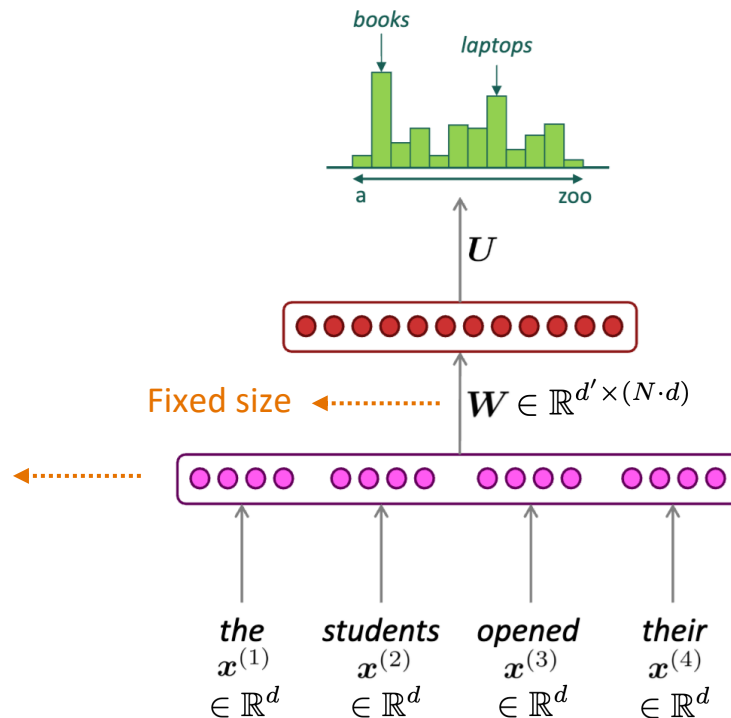 books
laptops
a zoo
U
Fixed size
W ∈ ℝ^{d′×(N·d)}
the students opened their
x^{(1)} x^{(2)} x^{(3)} x^{(4)}
∈ ℝ^d ∈ ℝ^d ∈ ℝ^d ∈ ℝ^d